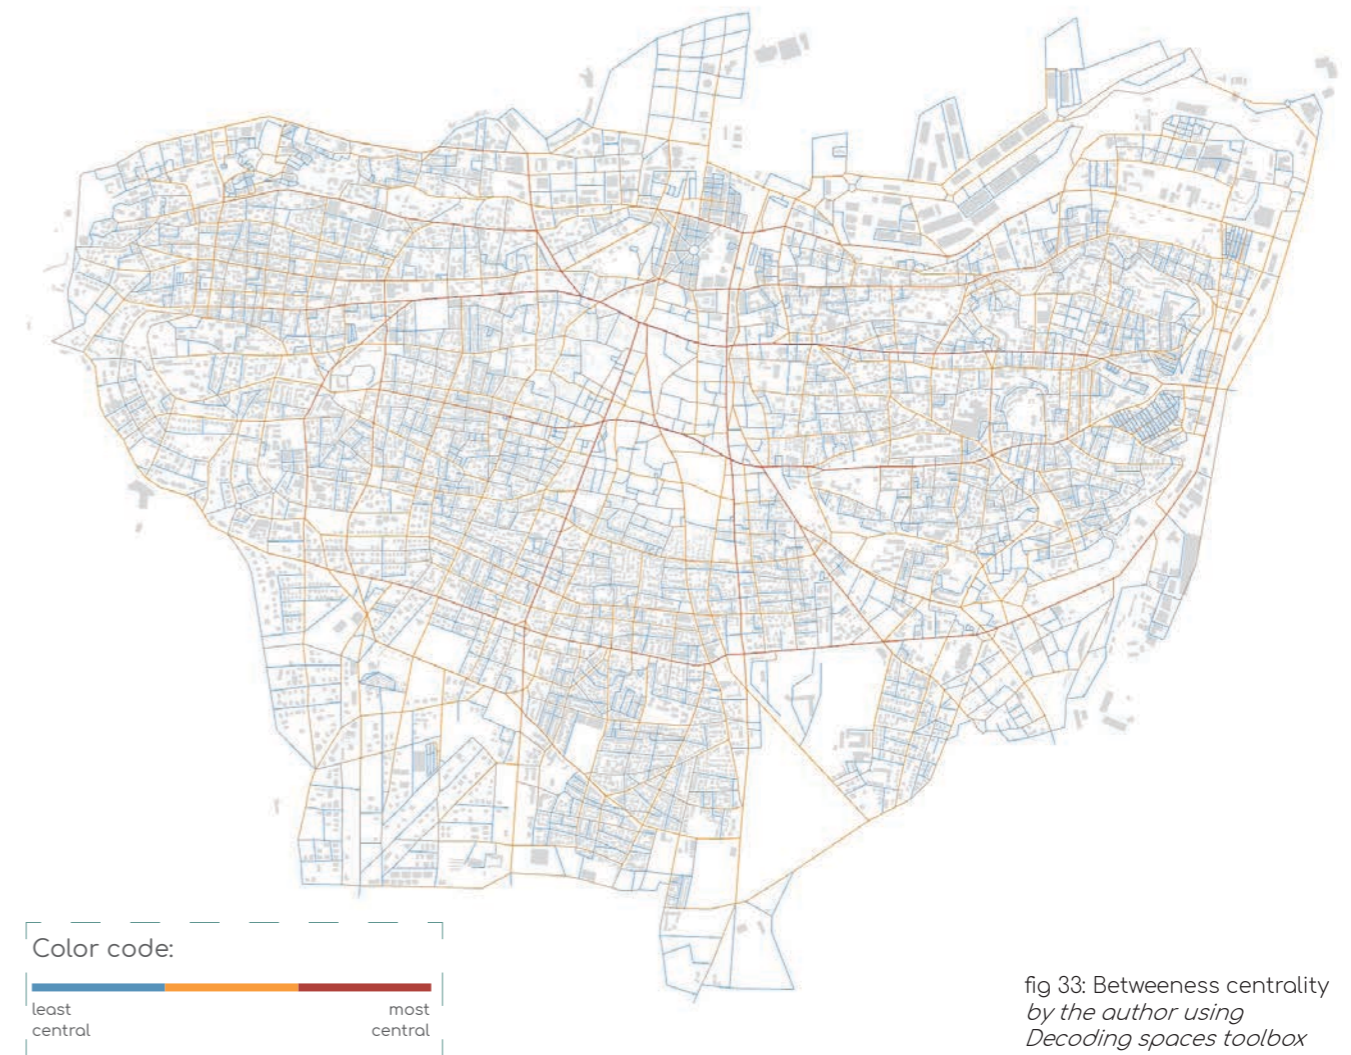 Color code:
least central
most central
fig 33: Betweeness centrality
by the author using
Decoding spaces toolbox